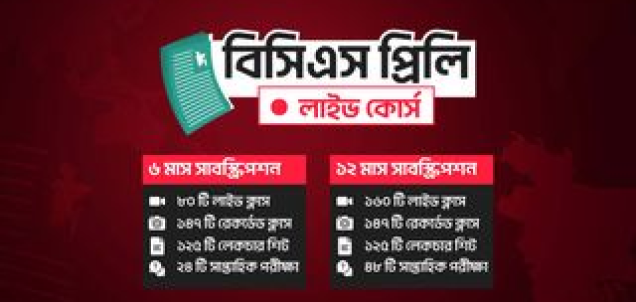 বিসিএস প্রিলি
লাইভ কোর্স
৬ মাস সাবস্ক্রিপশন
৮০ টি লাইভ ক্লাস
১৪৭ টি রেকর্ডেড ক্লাস
১২৫ টি লেকচার শিট
২৪ টি সাপ্তাহিক পরীক্ষা
১২ মাস সাবস্ক্রিপশন
১৬০ টি লাইভ ক্লাস
১৪৭ টি রেকর্ডেড ক্লাস
১২৫ টি লেকচার শিট
৪৮ টি সাপ্তাহিক পরীক্ষা